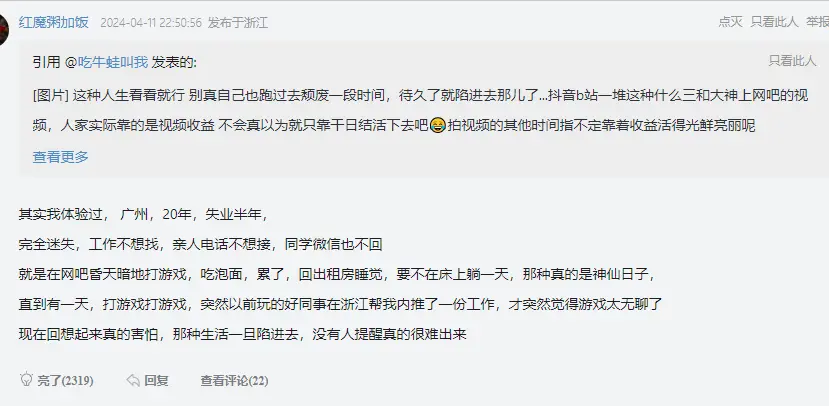 红魔粥加饭 2024-04-11 22:50:56 发布于浙江 点灭 只看此人 举报
引用 @吃牛蛙叫我 发表的: 只看此人
[图片] 这种人生看看就行 别真自己也跑过去颓废一段时间，待久了就陷进去那儿了...抖音b站一堆这种什么三和大神上网吧的视
频，人家实际靠的是视频收益 不会真以为就只靠干日结活下去吧😂拍视频的其他时间指不定靠着收益活得光鲜亮丽呢
查看更多
其实我体验过， 广州，20年，失业半年，
完全迷失，工作不想找，亲人电话不想接，同学微信也不回
就是在网吧昏天暗地打游戏，吃泡面，累了，回出租房睡觉，要不在床上躺一天，那种真的是神仙日子，
直到有一天，打游戏打游戏，突然以前玩的好同事在浙江帮我内推了一份工作，才突然觉得游戏太无聊了
现在回想起来真的害怕，那种生活一旦陷进去，没有人提醒真的很难出来
亮了(2319) 回复 查看评论(22)